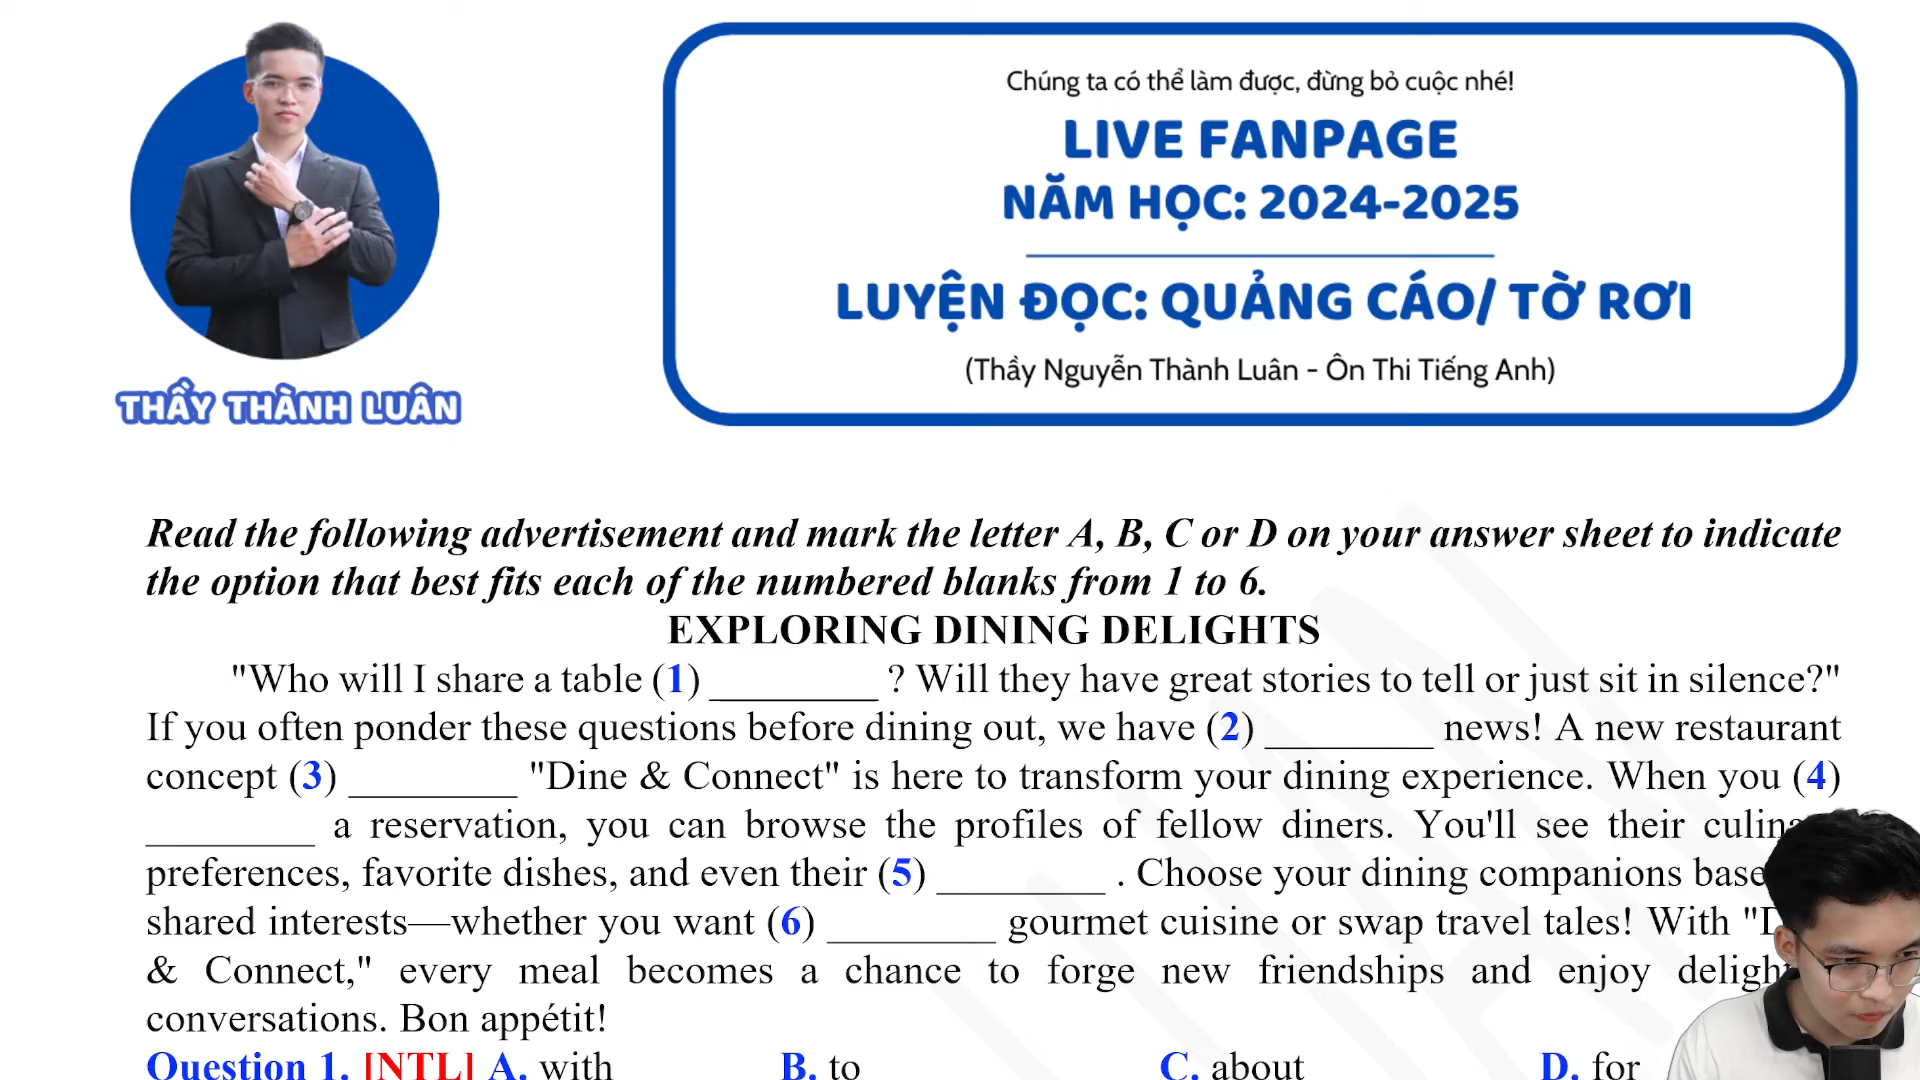 THẦY THÀNH LUÂN
Chúng ta có thể làm được, đừng bỏ cuộc nhé!
LIVE FANPAGE
NĂM HỌC: 2024-2025
LUYỆN ĐỌC: QUẢNG CÁO/ TỜ RƠI
(Thầy Nguyễn Thành Luân - Ôn Thi Tiếng Anh)
Read the following advertisement and mark the letter A, B, C or D on your answer sheet to indicate
the option that best fits each of the numbered blanks from 1 to 6.
EXPLORING DINING DELIGHTS
"Who will I share a table (1) ________ ? Will they have great stories to tell or just sit in silence?"
If you often ponder these questions before dining out, we have (2) ________ news! A new restaurant
concept (3) ________ "Dine & Connect" is here to transform your dining experience. When you (4)
________ a reservation, you can browse the profiles of fellow diners. You'll see their
preferences, favorite dishes, and even their (5) ________ . Choose your dining companions
shared interests—whether you want (6) ________ gourmet cuisine or swap travel tales! With
& Connect," every meal becomes a chance to forge new friendships and enjoy
conversations. Bon appétit!
Question 1. [NTL] A. with B. to C. about D. for